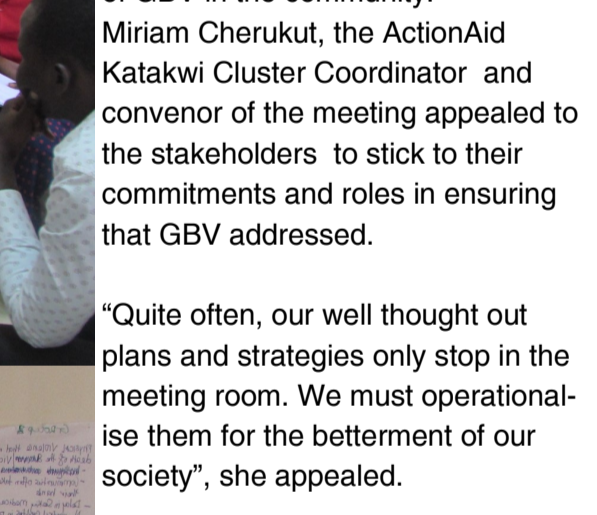 Miriam Cherukut, the ActionAid
Katakwi Cluster Coordinator  and
convenor of the meeting appealed to
the stakeholders  to stick to their
commitments and roles in ensuring
that GBV addressed.
“Quite often, our well thought out
plans and strategies only stop in the
meeting room. We must operational-
ise them for the betterment of our
society”, she appealed.